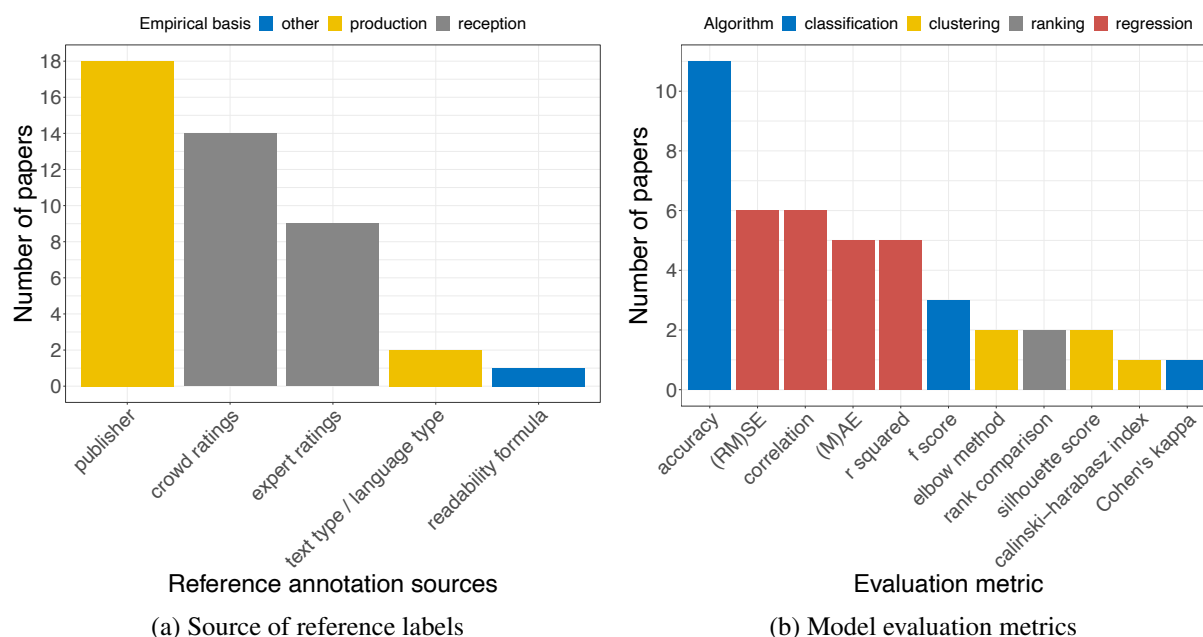 Empirical basis other production reception
Number of papers
18
16
14
12
10
8
6
4
2
0
publisher
crowd ratings
expert ratings
text type / language type
readability formula
Reference annotation sources
(a) Source of reference labels
Algorithm classification clustering ranking regression
Number of papers
10
8
6
4
2
0
accuracy
(RM)SE
correlation
(M)AE
r squared
f score
elbow method
rank comparison
silhouette score
calinski−harabasz index
Cohen's kappa
Evaluation metric
(b) Model evaluation metrics